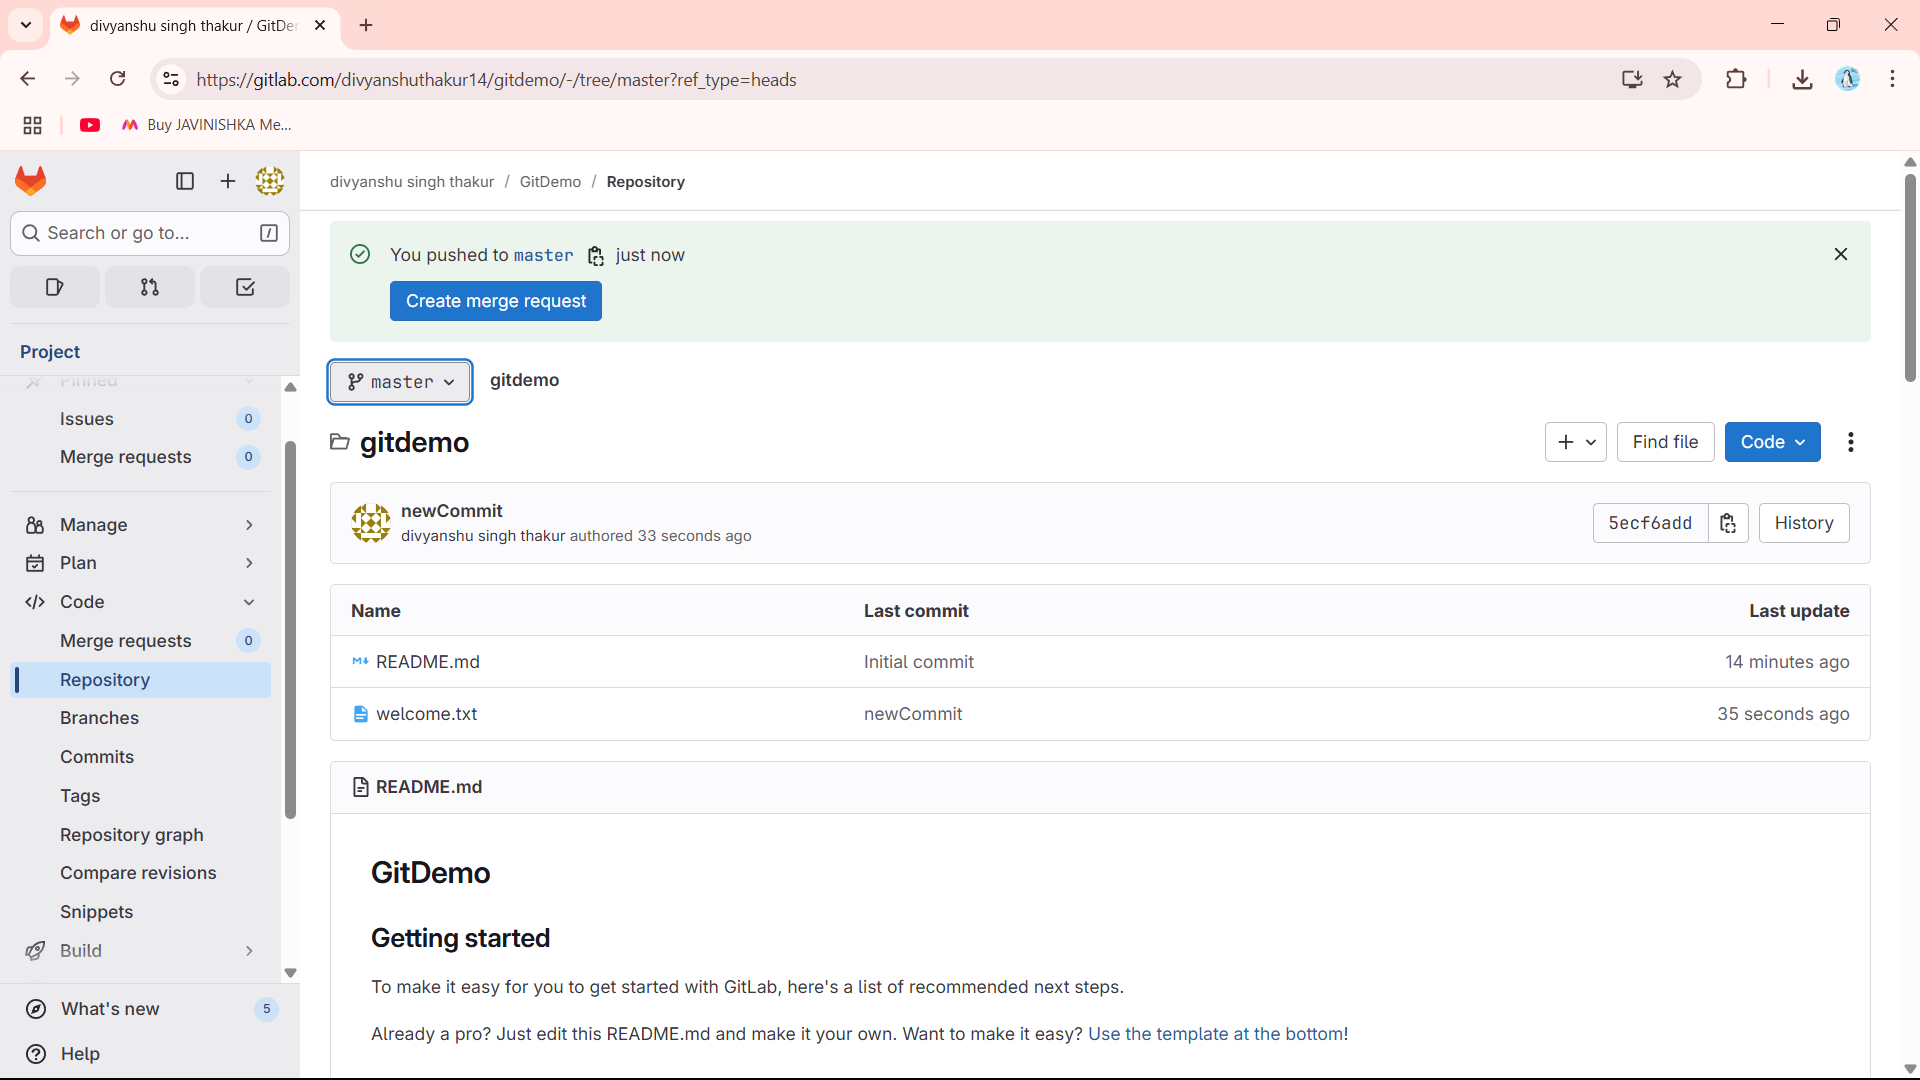 divyanshu singh thakur / GitDer
https://gitlab.com/divyanshuthakur14/gitdemo/-/tree/master?ref_type=heads
Buy JAVINISHKA Me...
Search or go to...
/
Project
Pinned
Issues 0
Merge requests 0
Manage
Plan
Code
Merge requests 0
Repository
Branches
Commits
Tags
Repository graph
Compare revisions
Snippets
Build
What's new 5
Help
divyanshu singh thakur / GitDemo / Repository
You pushed to master just now
Create merge request
master gitdemo
gitdemo
Find file Code
newCommit
divyanshu singh thakur authored 33 seconds ago
5ecf6add History
Name Last commit Last update
README.md Initial commit 14 minutes ago
welcome.txt newCommit 35 seconds ago
README.md
GitDemo
Getting started
To make it easy for you to get started with GitLab, here's a list of recommended next steps.
Already a pro? Just edit this README.md and make it your own. Want to make it easy? Use the template at the bottom!